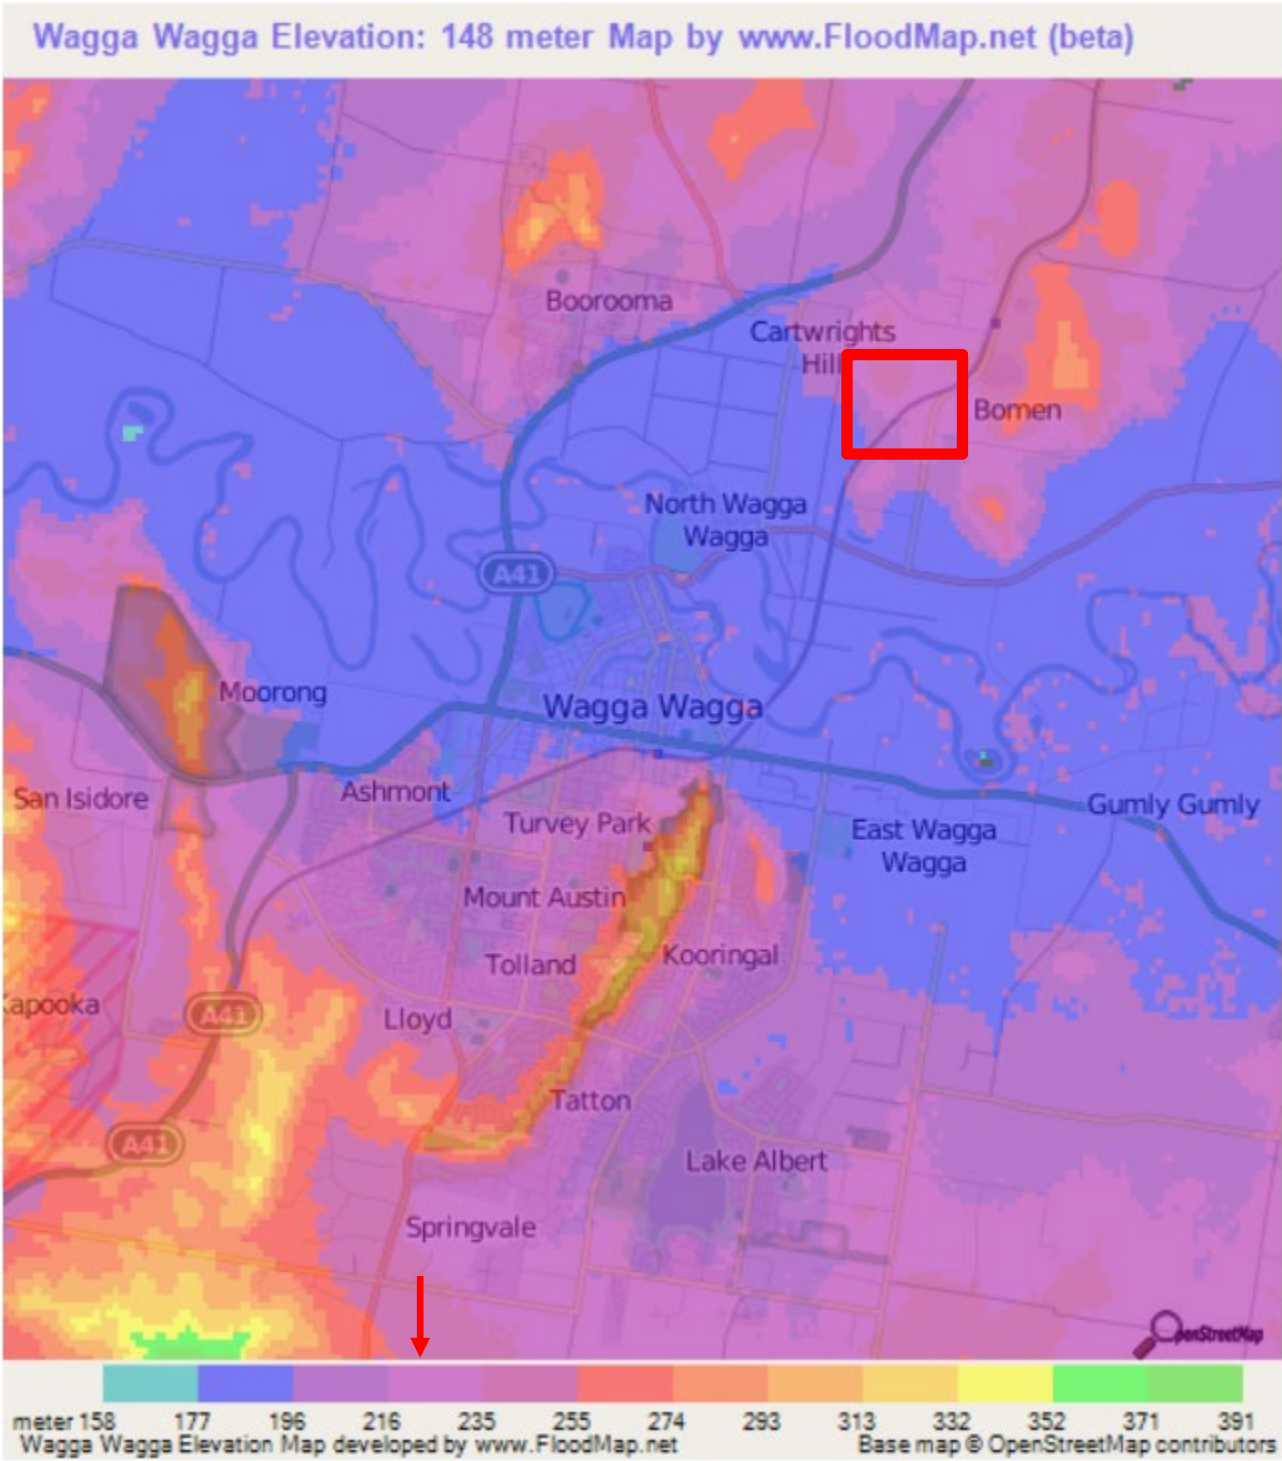 Wagga Wagga Elevation: 148 meter Map by www.FloodMap.net (beta)
Boorooma
Cartwrights
Hill
Bomen
North Wagga
Wagga
A41
Moorong
Wagga Wagga
San Isidore
Ashmont
Turvey Park
Gumly Gumly
East Wagga
Wagga
Mount Austin
Kooringal
Tolland
Kapooka
A41
Lloyd
Tatton
A41
Lake Albert
Springvale
OpenStreetMap
meter 158 177 196 216 235 255 274 293 313 332 352 371 391
Wagga Wagga Elevation Map developed by www.FloodMap.net
Base map © OpenStreetMap contributors